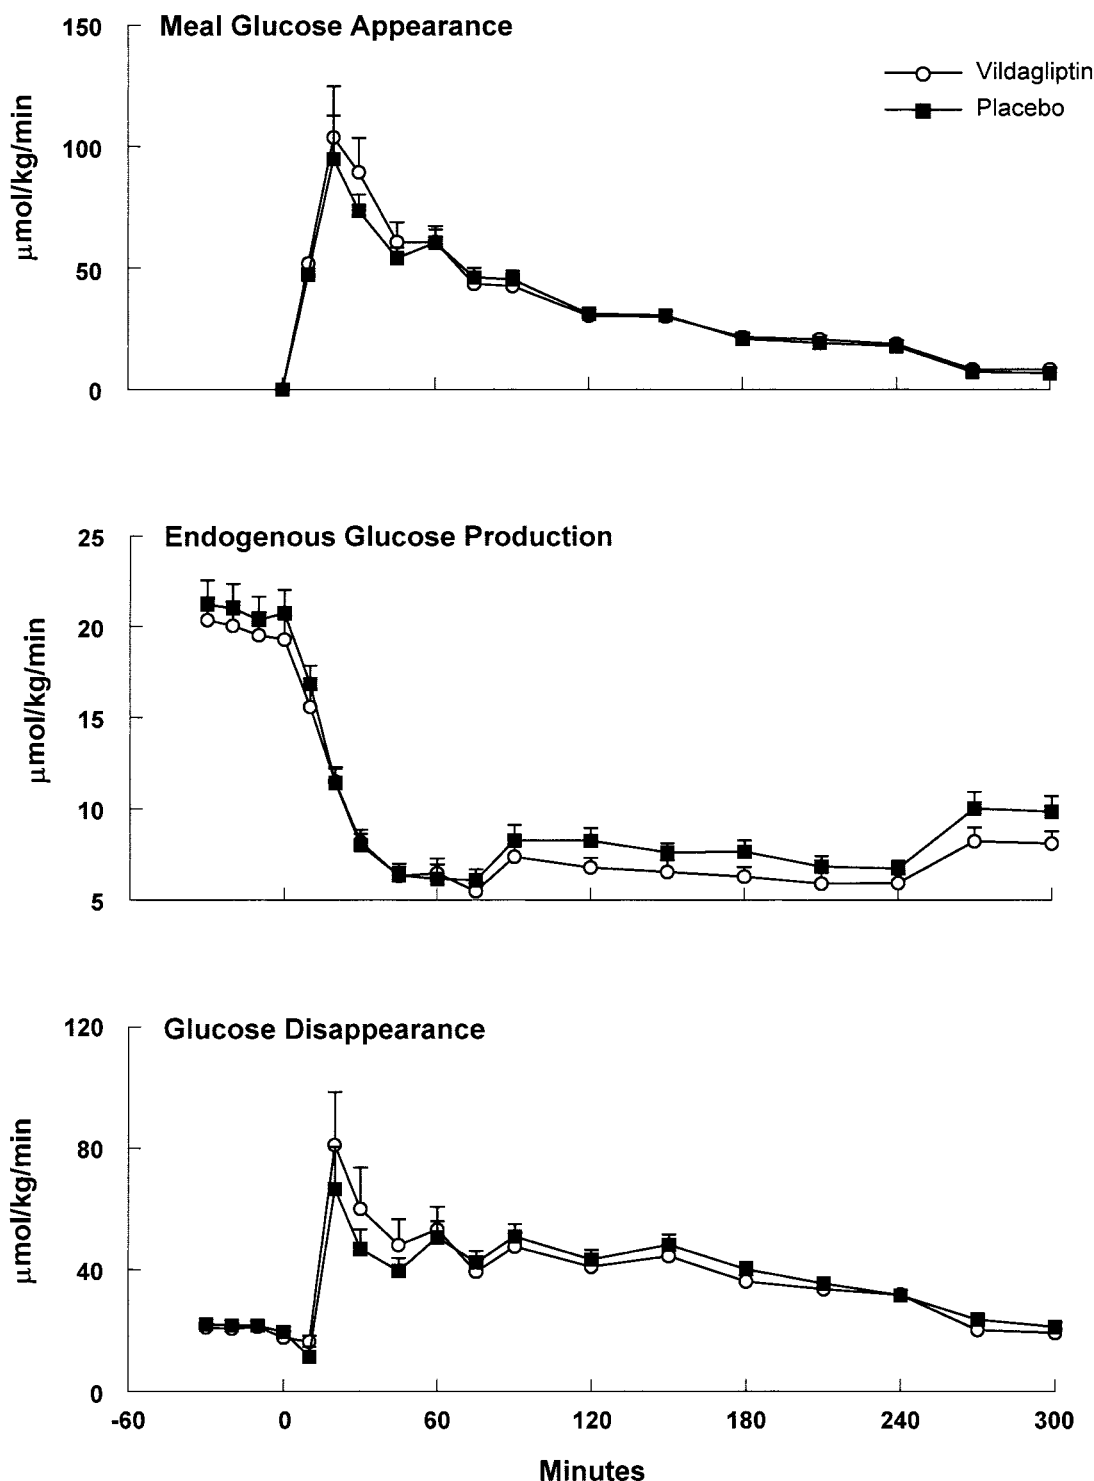 Meal Glucose Appearance
Vildagliptin
Placebo
μmol/kg/min
150
100
50
0
Endogenous Glucose Production
μmol/kg/min
25
20
15
10
5
Glucose Disappearance
μmol/kg/min
120
80
40
0
-60 0 60 120 180 240 300
Minutes